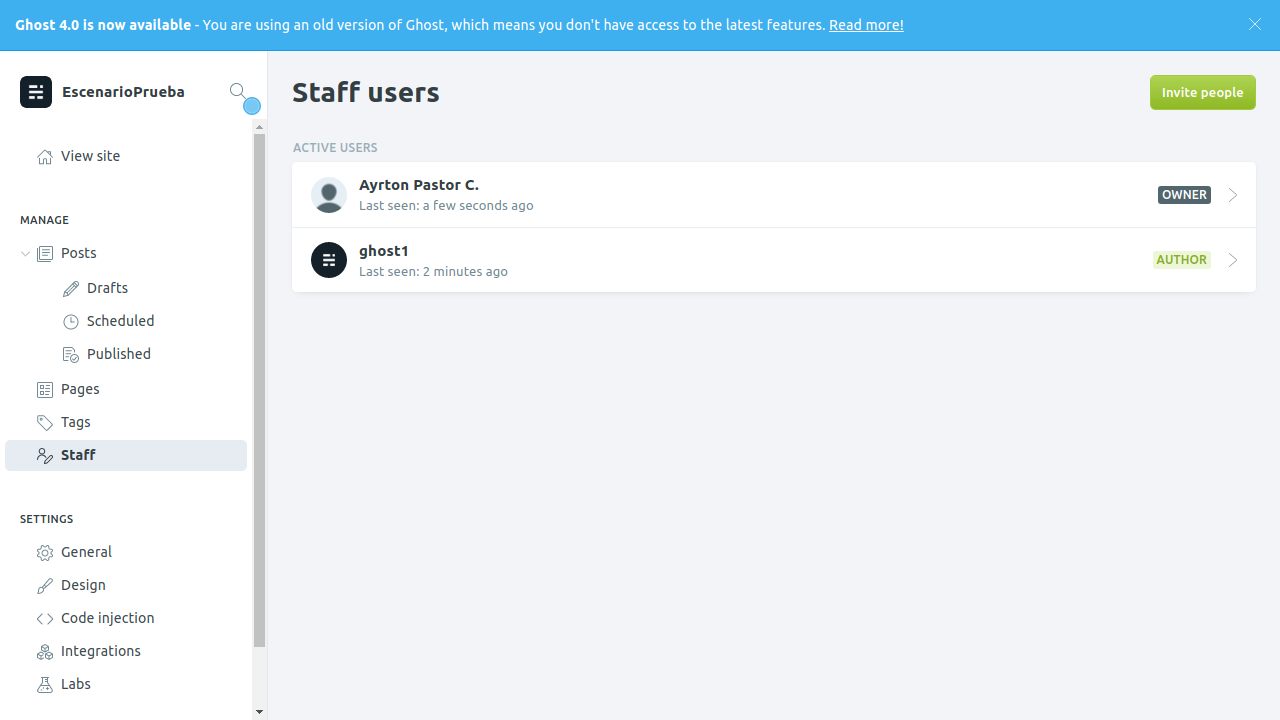 Ghost 4.0 is now available - You are using an old version of Ghost, which means you don't have access to the latest features. Read more!
EscenarioPrueba
View site
MANAGE
Posts
Drafts
Scheduled
Published
Pages
Tags
Staff
SETTINGS
General
Design
Code injection
Integrations
Labs
Staff users
Invite people
ACTIVE USERS
Ayrton Pastor C.
Last seen: a few seconds ago
OWNER
ghost1
Last seen: 2 minutes ago
AUTHOR